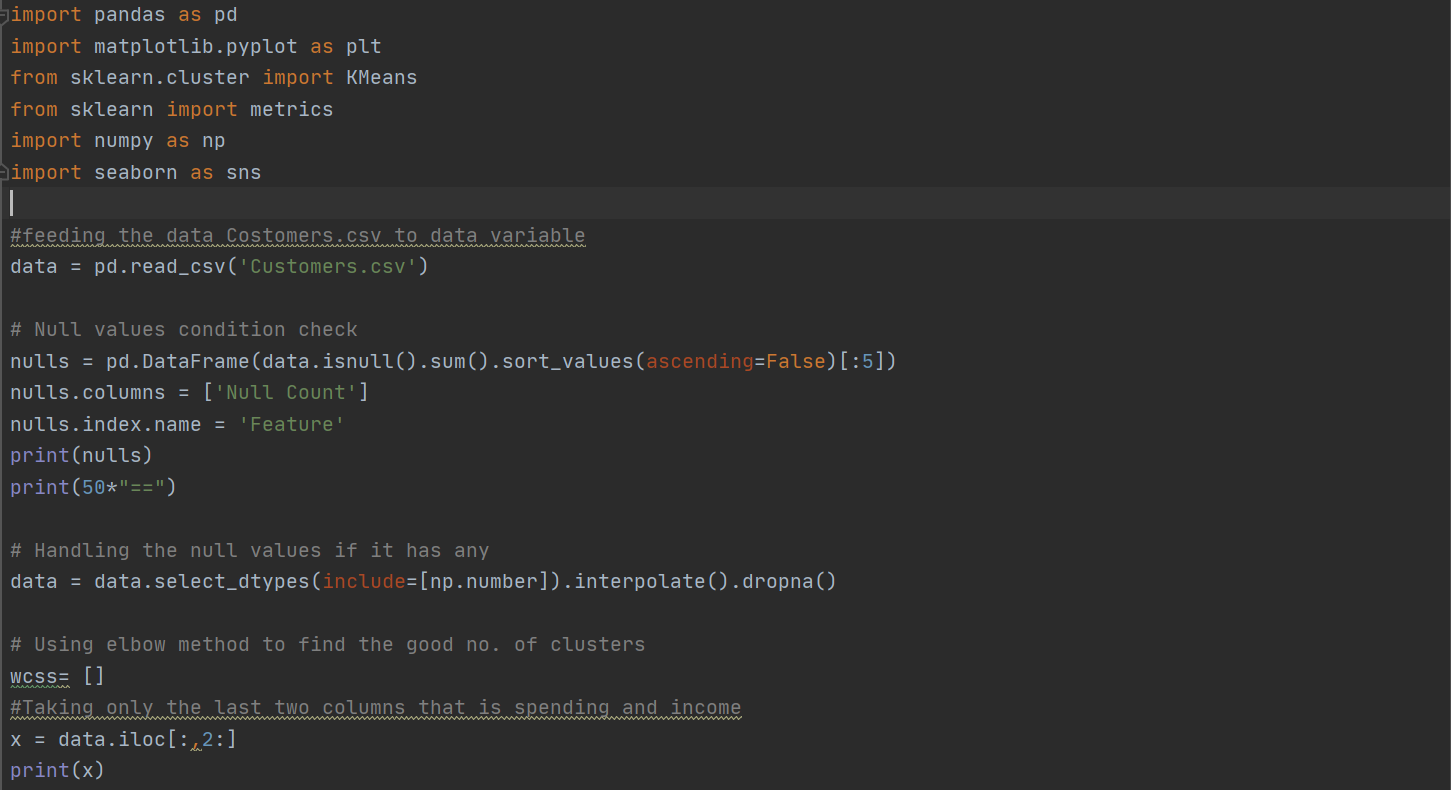 import pandas as pd
import matplotlib.pyplot as plt
from sklearn.cluster import KMeans
from sklearn import metrics
import numpy as np
import seaborn as sns
#feeding the data Costomers.csv to data variable
data = pd.read_csv('Customers.csv')
# Null values condition check
nulls = pd.DataFrame(data.isnull().sum().sort_values(ascending=False)[:5])
nulls.columns = ['Null Count']
nulls.index.name = 'Feature'
print(nulls)
print(50*"==")
# Handling the null values if it has any
data = data.select_dtypes(include=[np.number]).interpolate().dropna()
# Using elbow method to find the good no. of clusters
wcss= []
#Taking only the last two columns that is spending and income
x = data.iloc[:,2:]
print(x)